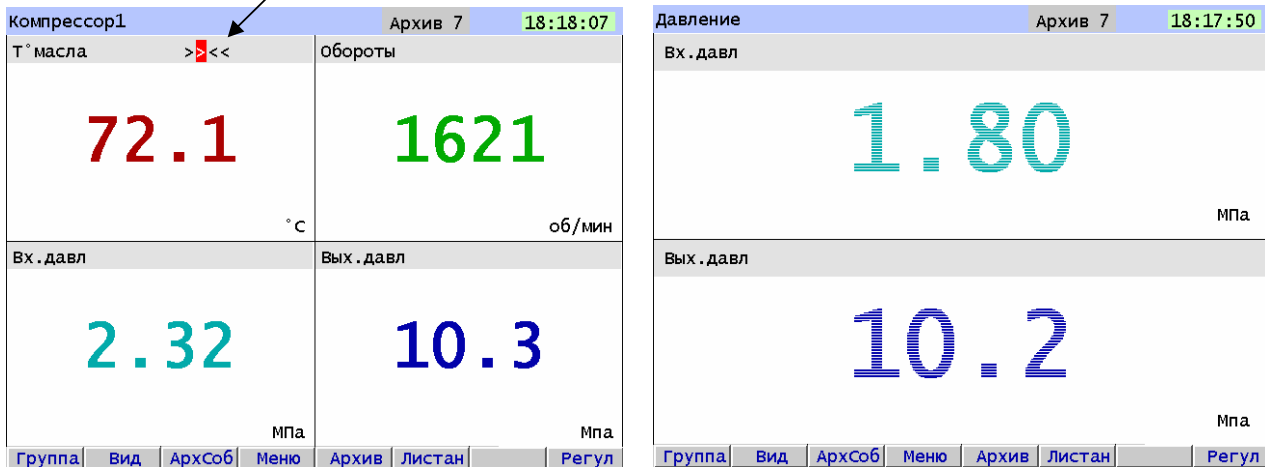 Компрессор1 Архив 7 18:18:07
Т°масла >><< Обороты
72.1 1621
°С об/мин
Вх.давл Вых.давл
2.32 10.3
МПа Мпа
Группа Вид АрхСоб Меню Архив Листан Регул
Давление Архив 7 18:17:50
Вх.давл
1.80
МПа
Вых.давл
10.2
Мпа
Группа Вид АрхСоб Меню Архив Листан Регул